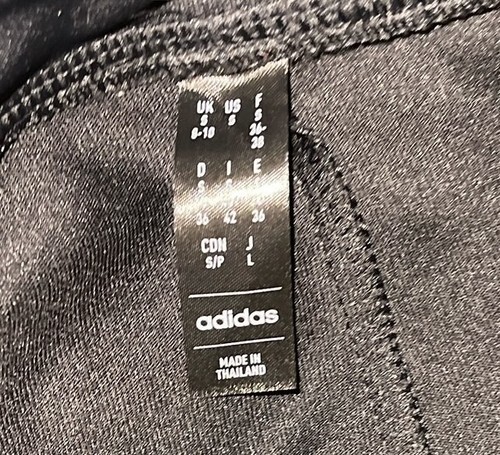 UK US F
S S S
8-10 36-
38
D I E
S S
36 42 36
CDN J
S/P L
adidas
MADE IN
THAILAND